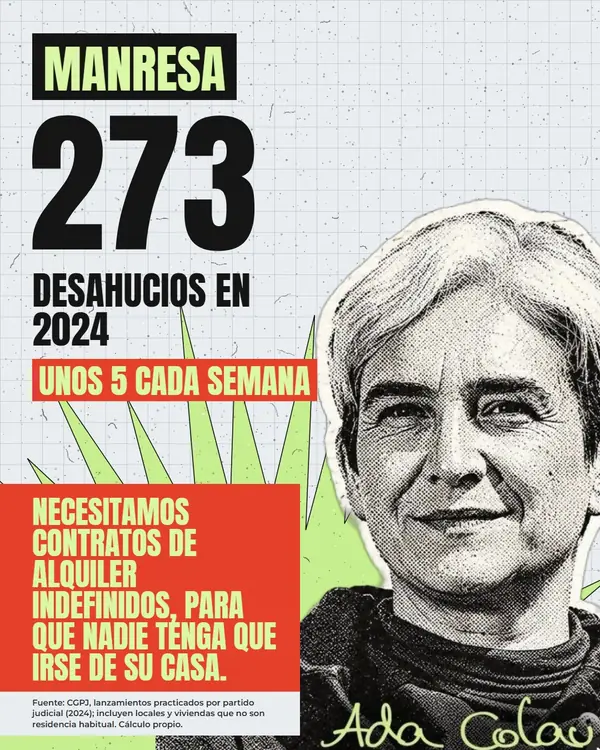 MANRESA
273
DESAHUCIOS EN
2024
UNOS 5 CADA SEMANA
NECESITAMOS
CONTRATOS DE
ALQUILER
INDEFINIDOS, PARA
QUE NADIE TENGA QUE
IRSE DE SU CASA.
Fuente: CGPJ, lanzamientos practicados por partido
judicial (2024); incluyen locales y viviendas que no son
residencia habitual. Cálculo propio.
Ada Colau